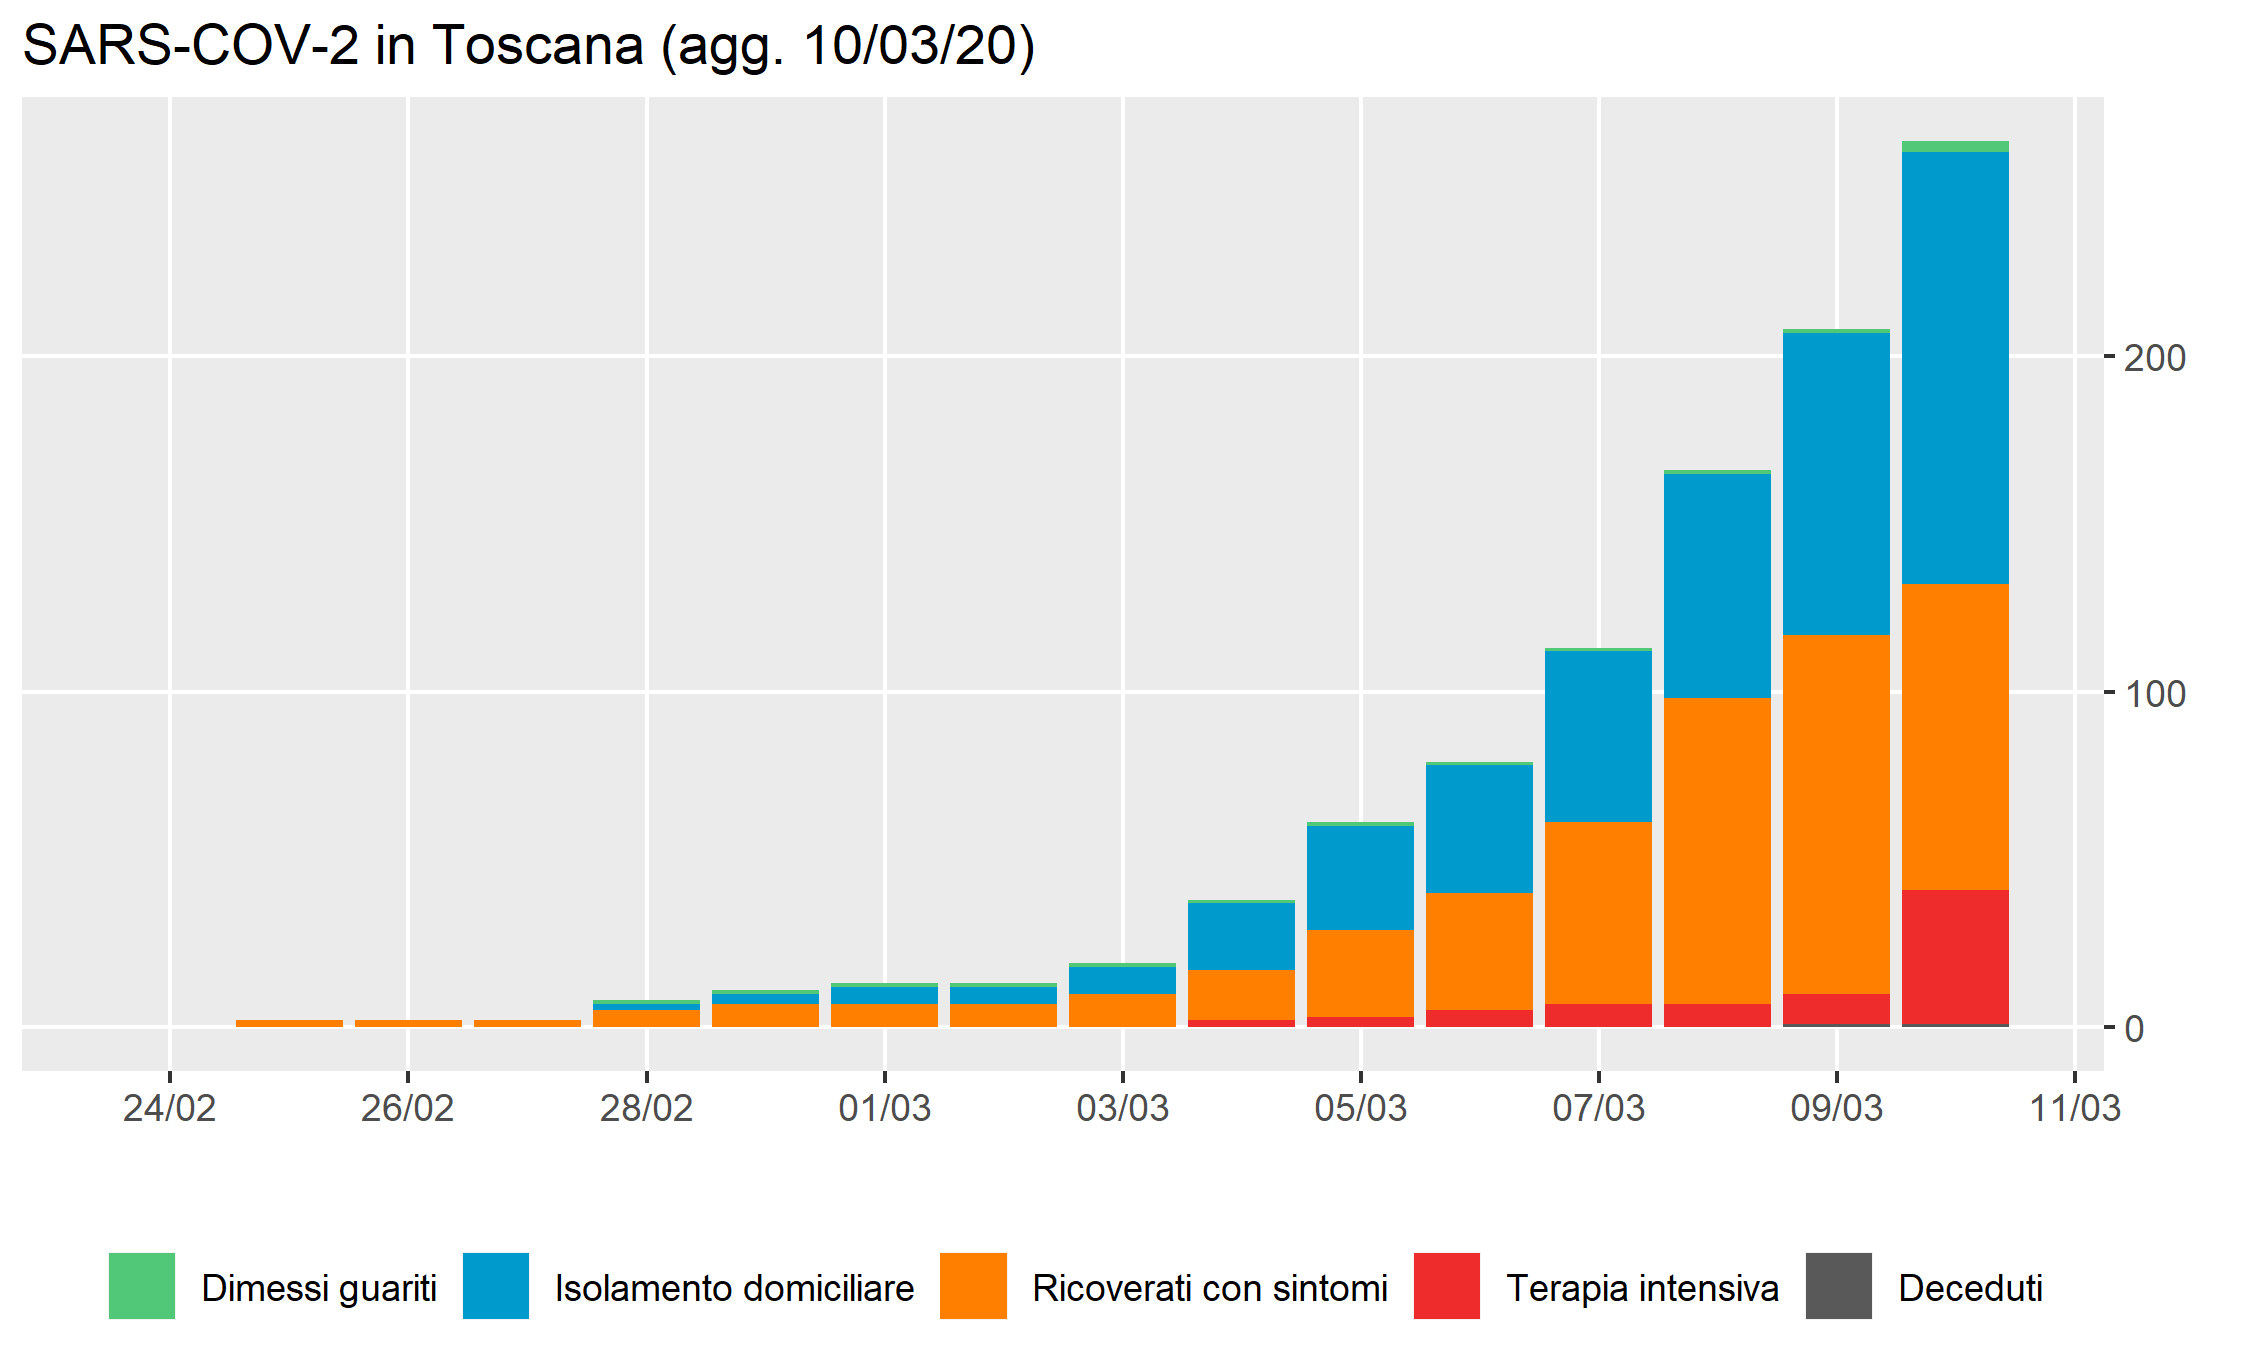 SARS-COV-2 in Toscana (agg. 10/03/20)
200
100
0
24/02 26/02 28/02 01/03 03/03 05/03 07/03 09/03 11/03
Dimessi guariti Isolamento domiciliare Ricoverati con sintomi Terapia intensiva Deceduti